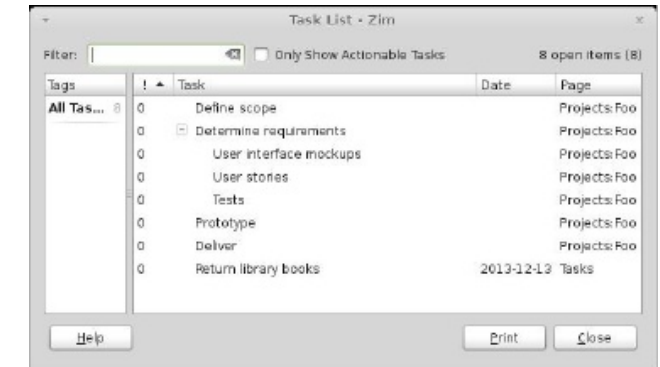 Task List - Zim
Filter: Only Show Actionable Tasks 8 open items (8)
Tags ! Task Date Page
All Tas... 8 0 Define scope Projects:Foo
0 Determine requirements Projects:Foo
0 User interface mockups Projects:Foo
0 User stories Projects:Foo
0 Tests Projects:Foo
0 Prototype Projects:Foo
0 Deliver Projects:Foo
0 Return library books 2013-12-13 Tasks
Help Print Close